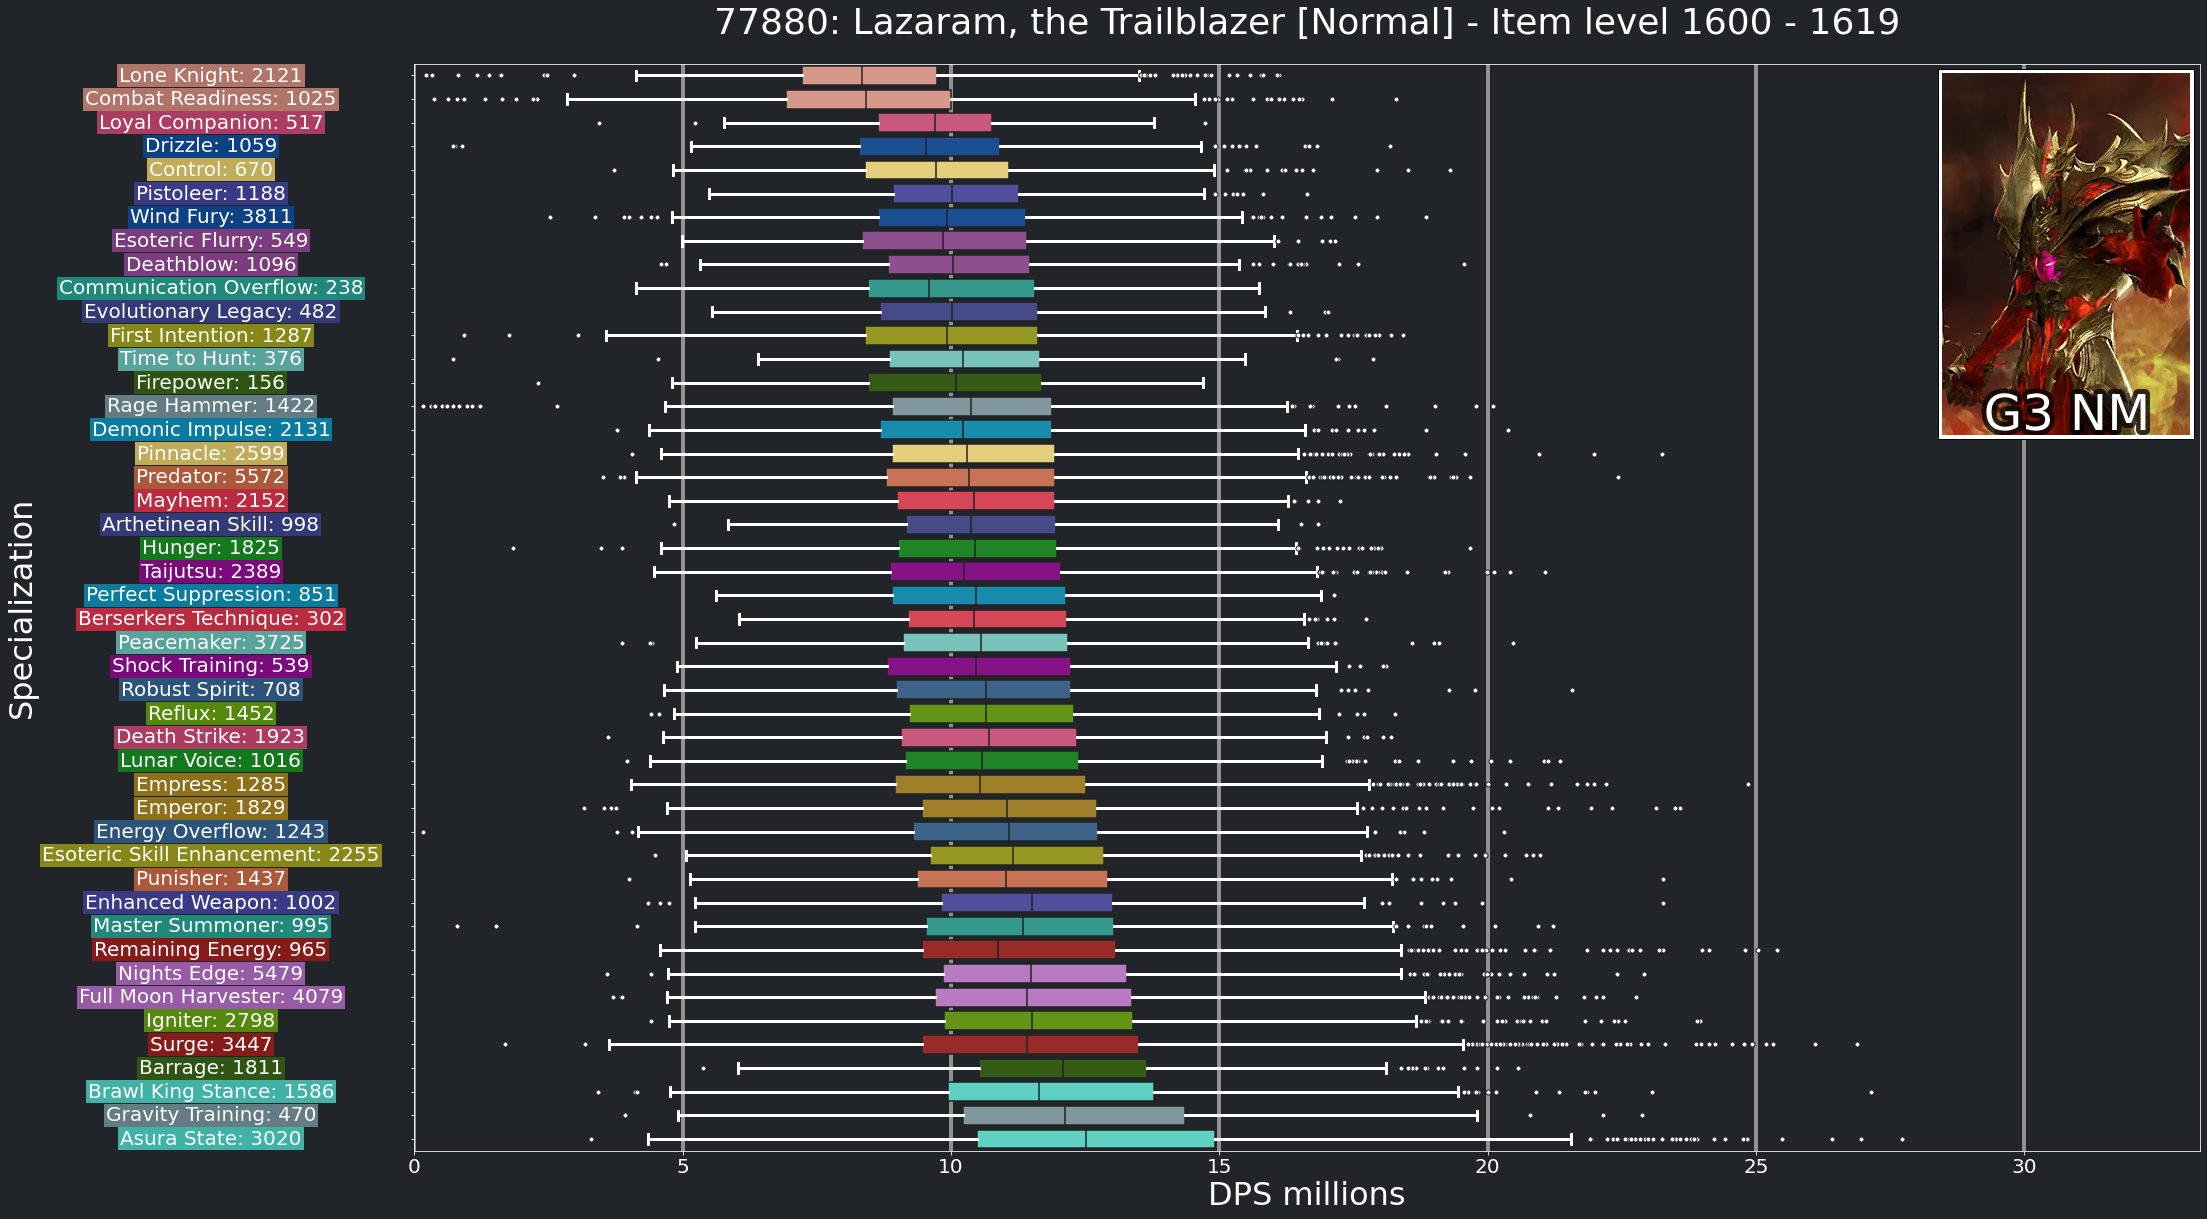 77880: Lazaram, the Trailblazer [Normal] - Item level 1600 - 1619
Lone Knight: 2121
Combat Readiness: 1025
Loyal Companion: 517
Drizzle: 1059
Control: 670
Pistoleer: 1188
Wind Fury: 3811
Esoteric Flurry: 549
Deathblow: 1096
Communication Overflow: 238
Evolutionary Legacy: 482
First Intention: 1287
Time to Hunt: 376
Firepower: 156
Rage Hammer: 1422
Demonic Impulse: 2131
Pinnacle: 2599
Predator: 5572
Mayhem: 2152
Arthetinean Skill: 998
Hunger: 1825
Taijutsu: 2389
Perfect Suppression: 851
Berserkers Technique: 302
Peacemaker: 3725
Shock Training: 539
Robust Spirit: 708
Reflux: 1452
Death Strike: 1923
Lunar Voice: 1016
Empress: 1285
Emperor: 1829
Energy Overflow: 1243
Esoteric Skill Enhancement: 2255
Punisher: 1437
Enhanced Weapon: 1002
Master Summoner: 995
Remaining Energy: 965
Nights Edge: 5479
Full Moon Harvester: 4079
Igniter: 2798
Surge: 3447
Barrage: 1811
Brawl King Stance: 1586
Gravity Training: 470
Asura State: 3020
Specialization
G3 NM
0 5 10 15 20 25 30
DPS millions